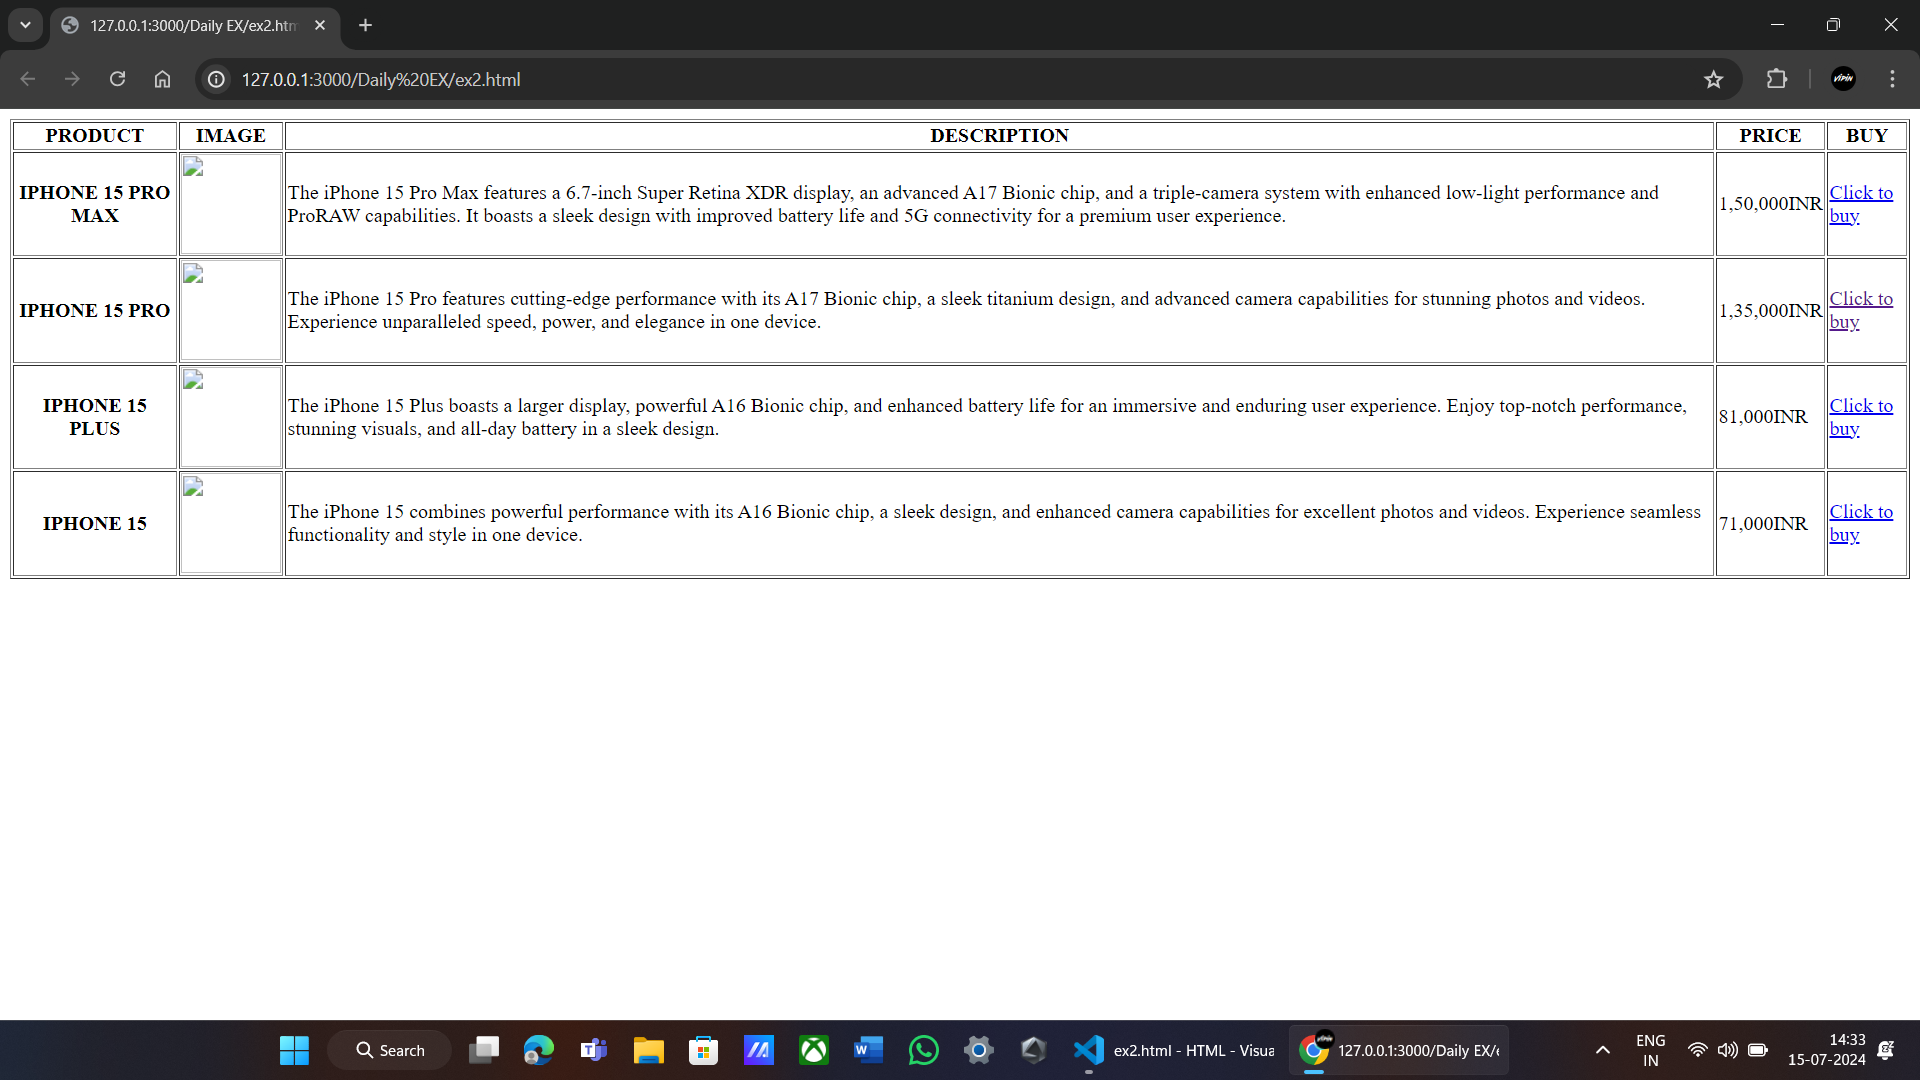 127.0.0.1:3000/Daily EX/ex2.htm
127.0.0.1:3000/Daily%20EX/ex2.html
vipin
PRODUCT IMAGE DESCRIPTION PRICE BUY
IPHONE 15 PRO
MAX
The iPhone 15 Pro Max features a 6.7-inch Super Retina XDR display, an advanced A17 Bionic chip, and a triple-camera system with enhanced low-light performance and
ProRAW capabilities. It boasts a sleek design with improved battery life and 5G connectivity for a premium user experience.
1,50,000INR
Click to
buy
IPHONE 15 PRO
The iPhone 15 Pro features cutting-edge performance with its A17 Bionic chip, a sleek titanium design, and advanced camera capabilities for stunning photos and videos.
Experience unparalleled speed, power, and elegance in one device.
1,35,000INR
Click to
buy
IPHONE 15
PLUS
The iPhone 15 Plus boasts a larger display, powerful A16 Bionic chip, and enhanced battery life for an immersive and enduring user experience. Enjoy top-notch performance,
stunning visuals, and all-day battery in a sleek design.
81,000INR
Click to
buy
IPHONE 15
The iPhone 15 combines powerful performance with its A16 Bionic chip, a sleek design, and enhanced camera capabilities for excellent photos and videos. Experience seamless
functionality and style in one device.
71,000INR
Click to
buy
Search
ex2.html - HTML - Visua
vipin
127.0.0.1:3000/Daily EX/e
ENG
IN
14:33
15-07-2024